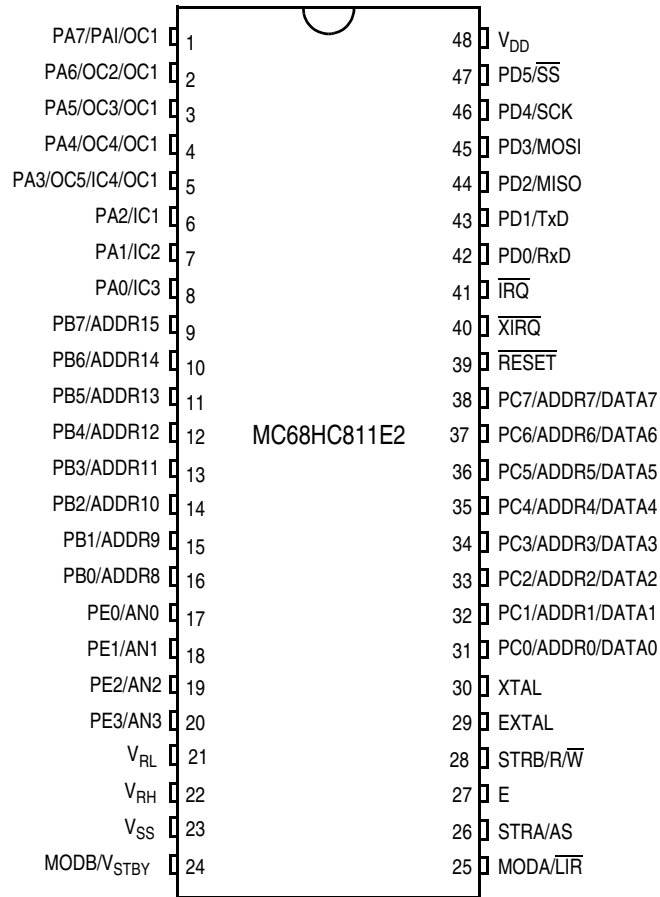 PA7/PAI/OC1 1
PA6/OC2/OC1 2
PA5/OC3/OC1 3
PA4/OC4/OC1 4
PA3/OC5/IC4/OC1 5
PA2/IC1 6
PA1/IC2 7
PA0/IC3 8
PB7/ADDR15 9
PB6/ADDR14 10
PB5/ADDR13 11
PB4/ADDR12 12
PB3/ADDR11 13
PB2/ADDR10 14
PB1/ADDR9 15
PB0/ADDR8 16
PE0/AN0 17
PE1/AN1 18
PE2/AN2 19
PE3/AN3 20
VRL 21
VRH 22
VSS 23
MODB/VSTBY 24
MC68HC811E2
48 VDD
47 PD5/S̅S̅
46 PD4/SCK
45 PD3/MOSI
44 PD2/MISO
43 PD1/TxD
42 PD0/RxD
41 I̅R̅Q̅
40 X̅I̅R̅Q̅
39 R̅E̅S̅E̅T̅
38 PC7/ADDR7/DATA7
37 PC6/ADDR6/DATA6
36 PC5/ADDR5/DATA5
35 PC4/ADDR4/DATA4
34 PC3/ADDR3/DATA3
33 PC2/ADDR2/DATA2
32 PC1/ADDR1/DATA1
31 PC0/ADDR0/DATA0
30 XTAL
29 EXTAL
28 STRB/R/W̅
27 E
26 STRA/AS
25 MODA/L̅I̅R̅